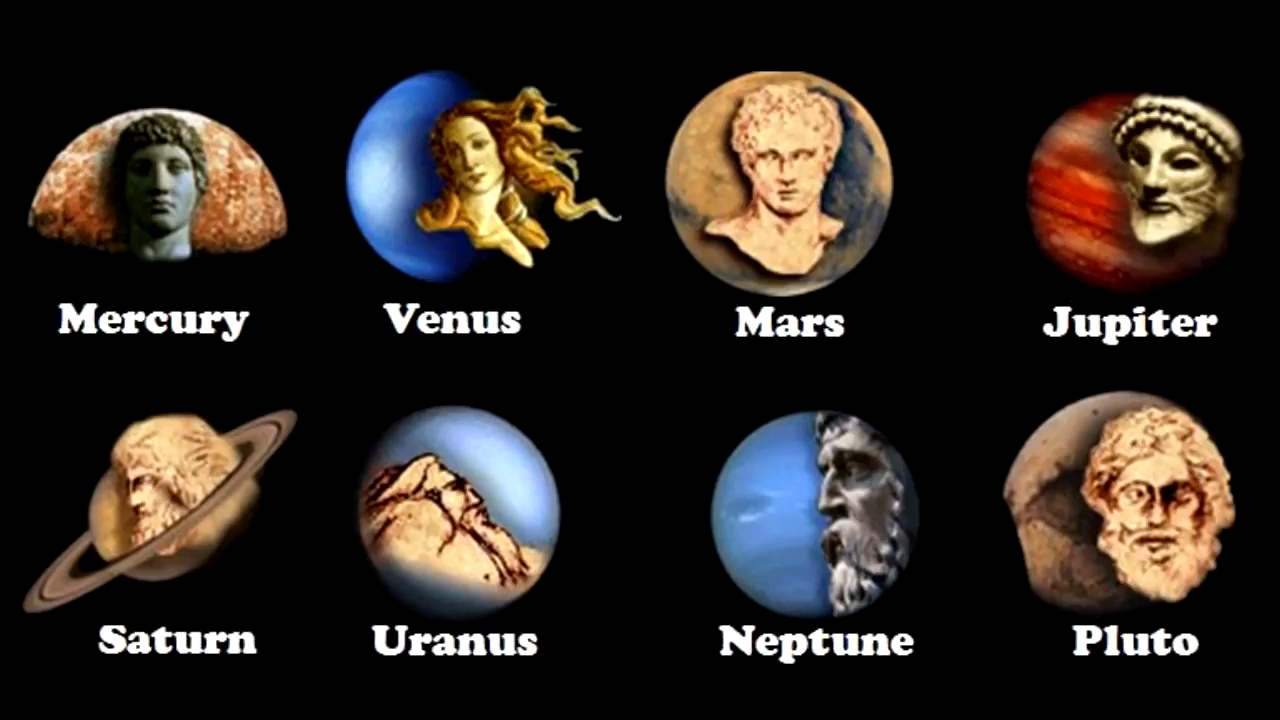 Mercury
Venus
Mars
Jupiter
Saturn
Uranus
Neptune
Pluto